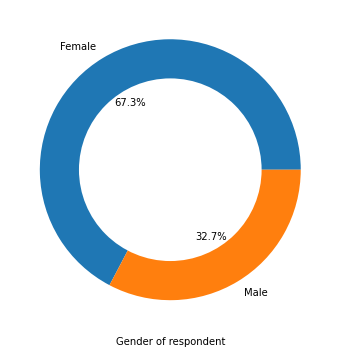 Female
67.3%
32.7%
Male
Gender of respondent